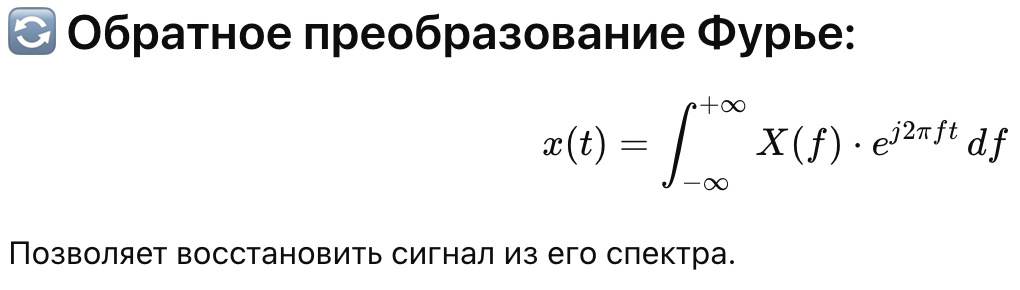 🔄 Обратное преобразование Фурье:
x(t) = ∫_{-∞}^{+∞} X(f) · e^{j2πft} df
Позволяет восстановить сигнал из его спектра.